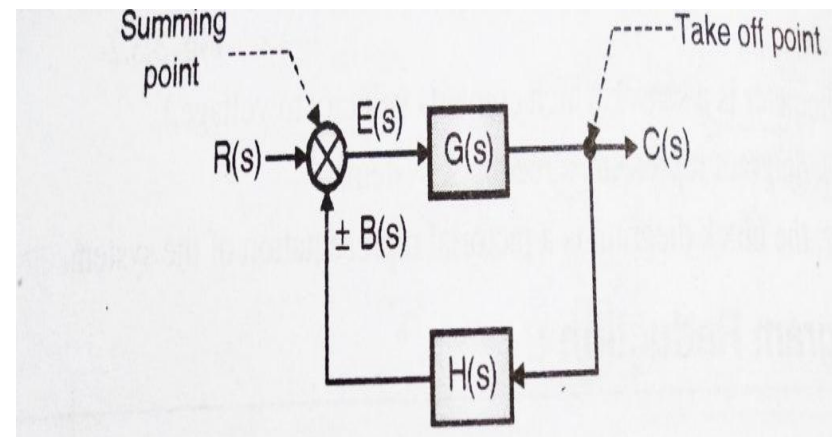 Summing
point
Take off point
R(s)
E(s)
G(s)
C(s)
± B(s)
H(s)